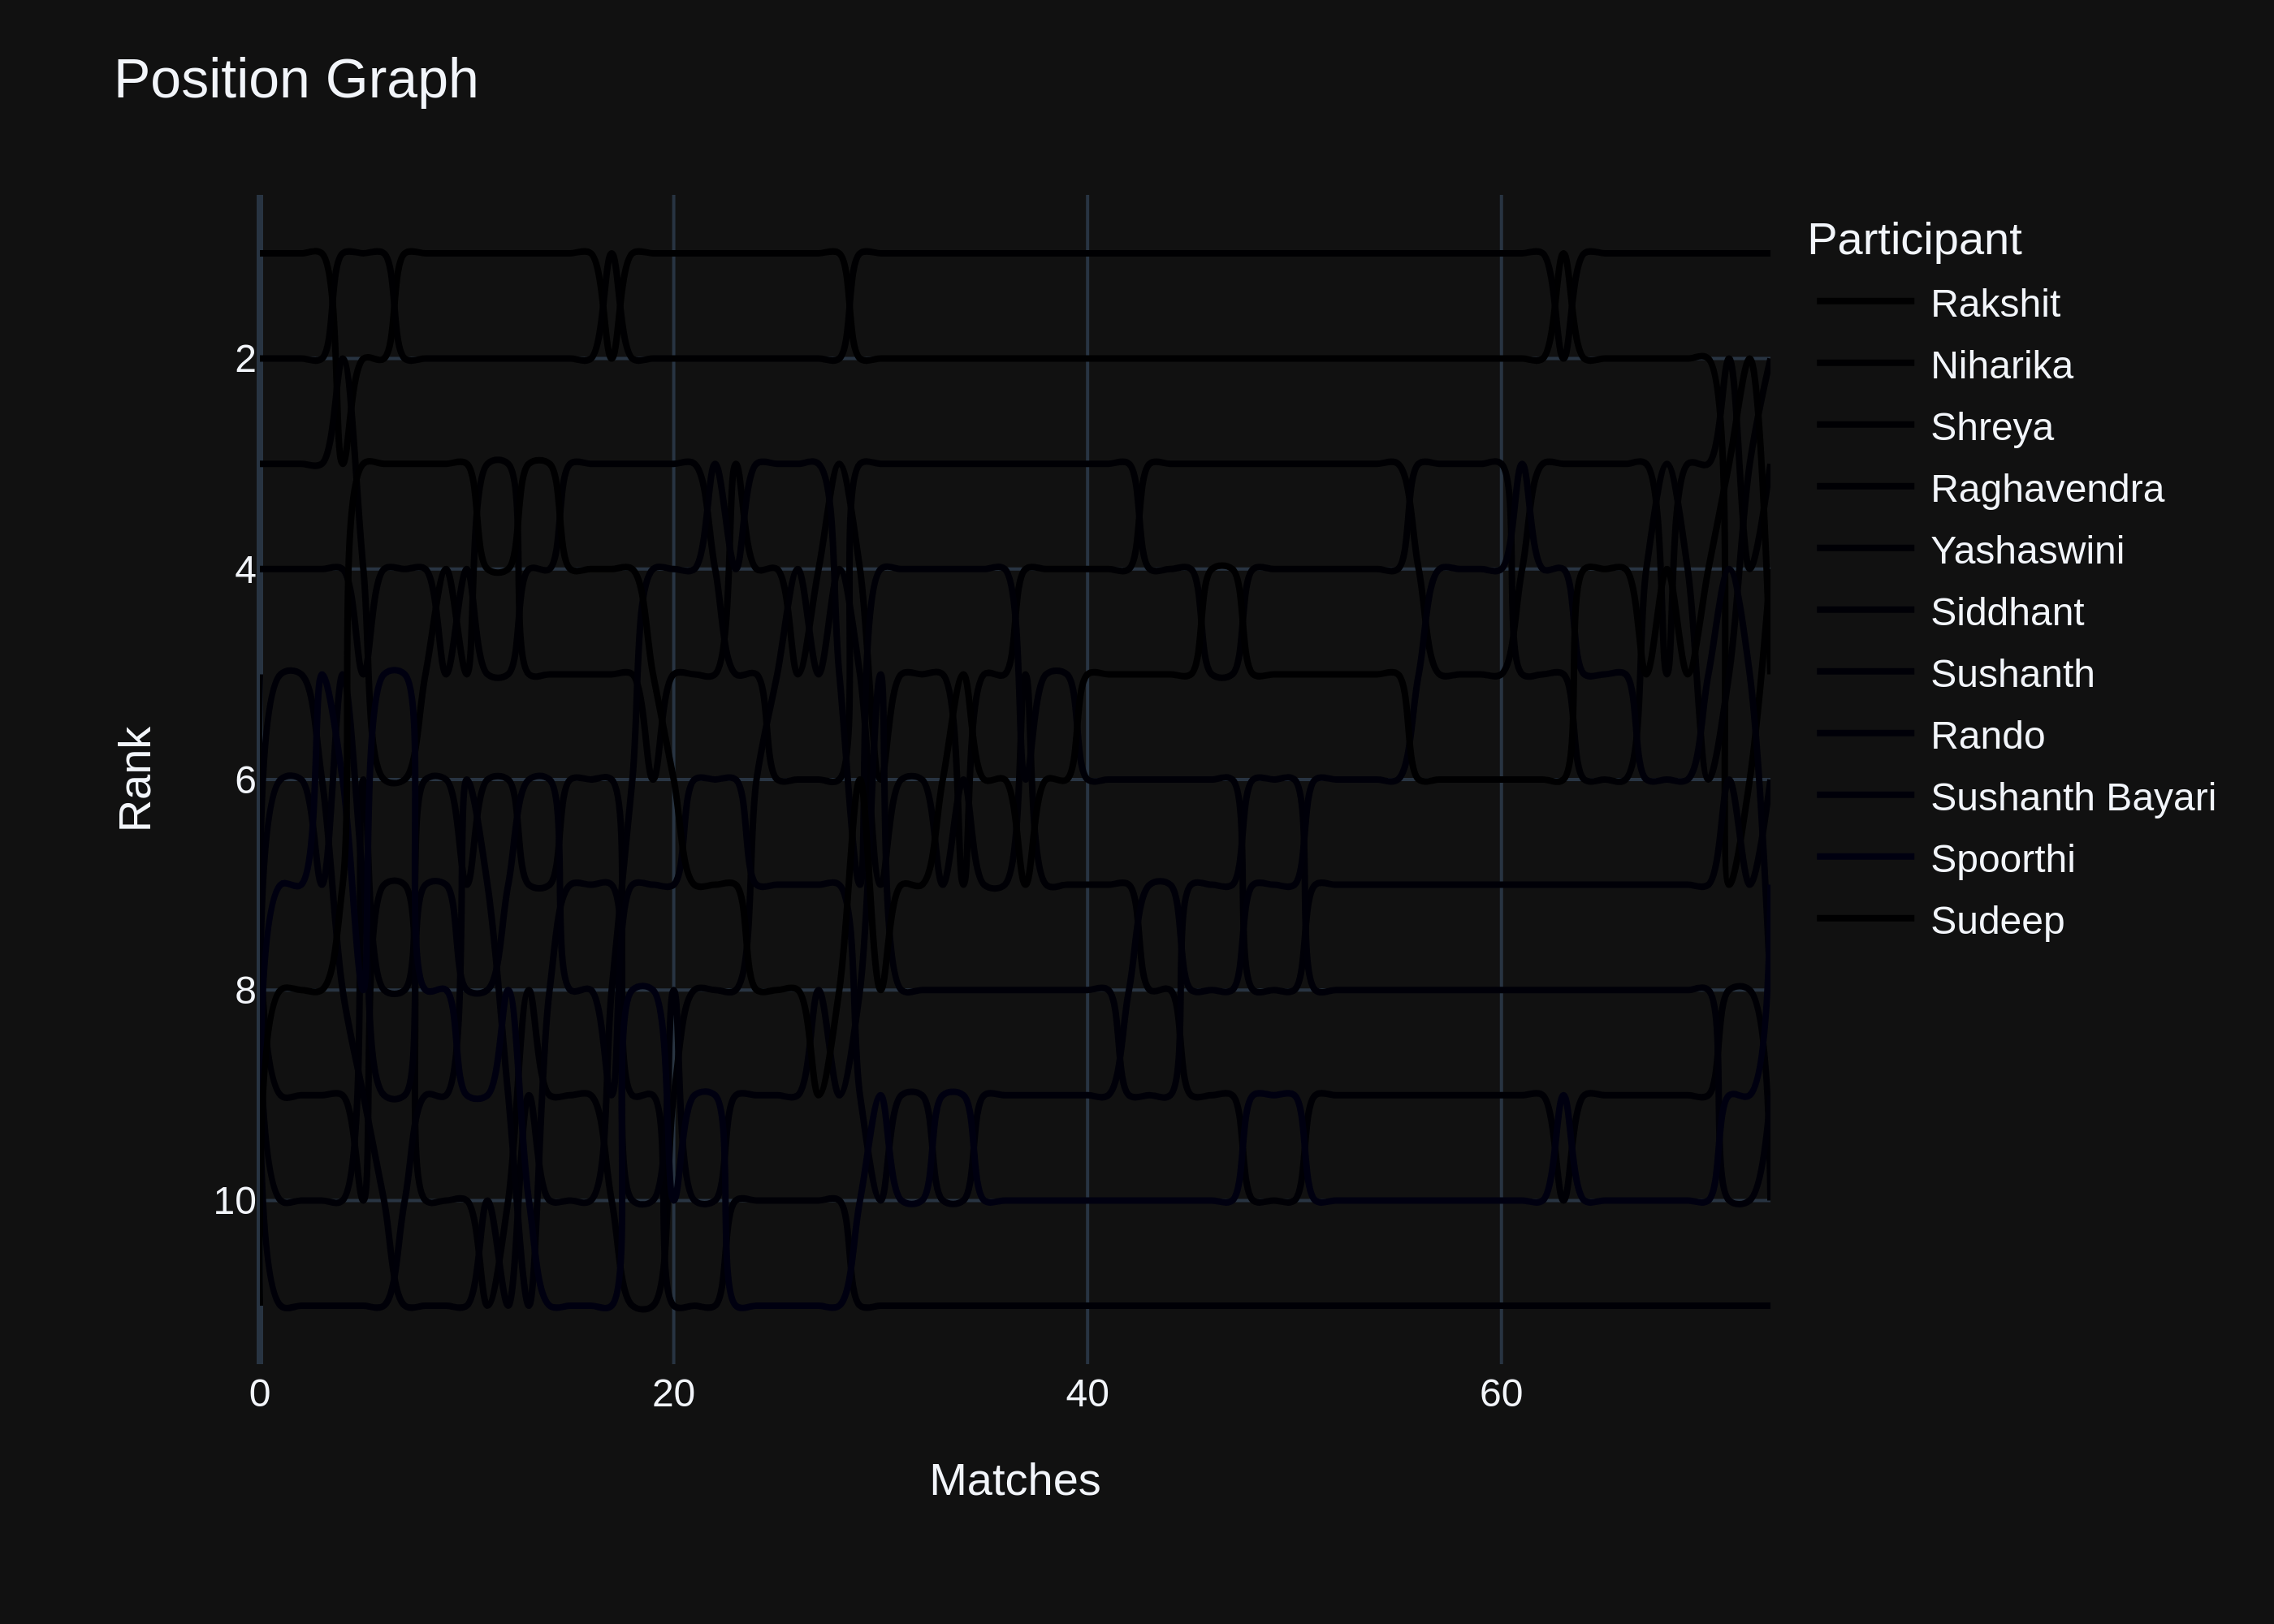 Position Graph
Participant
Rakshit
Niharika
Shreya
Raghavendra
Yashaswini
Siddhant
Sushanth
Rando
Sushanth Bayari
Spoorthi
Sudeep
Rank
2
4
6
8
10
0 20 40 60
Matches